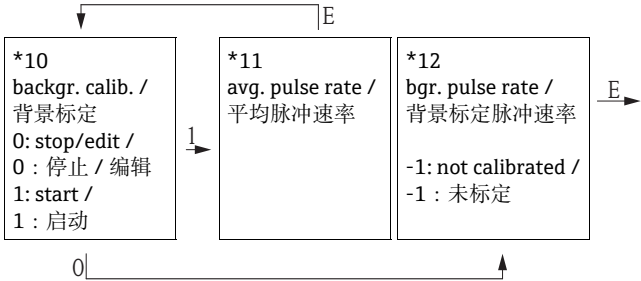 E
*10
backgr. calib. /
背景标定
0: stop/edit /
0：停止 / 编辑
1: start /
1：启动
1
*11
avg. pulse rate /
平均脉冲速率
*12
bgr. pulse rate /
背景标定脉冲速率
-1: not calibrated /
-1：未标定
E
0